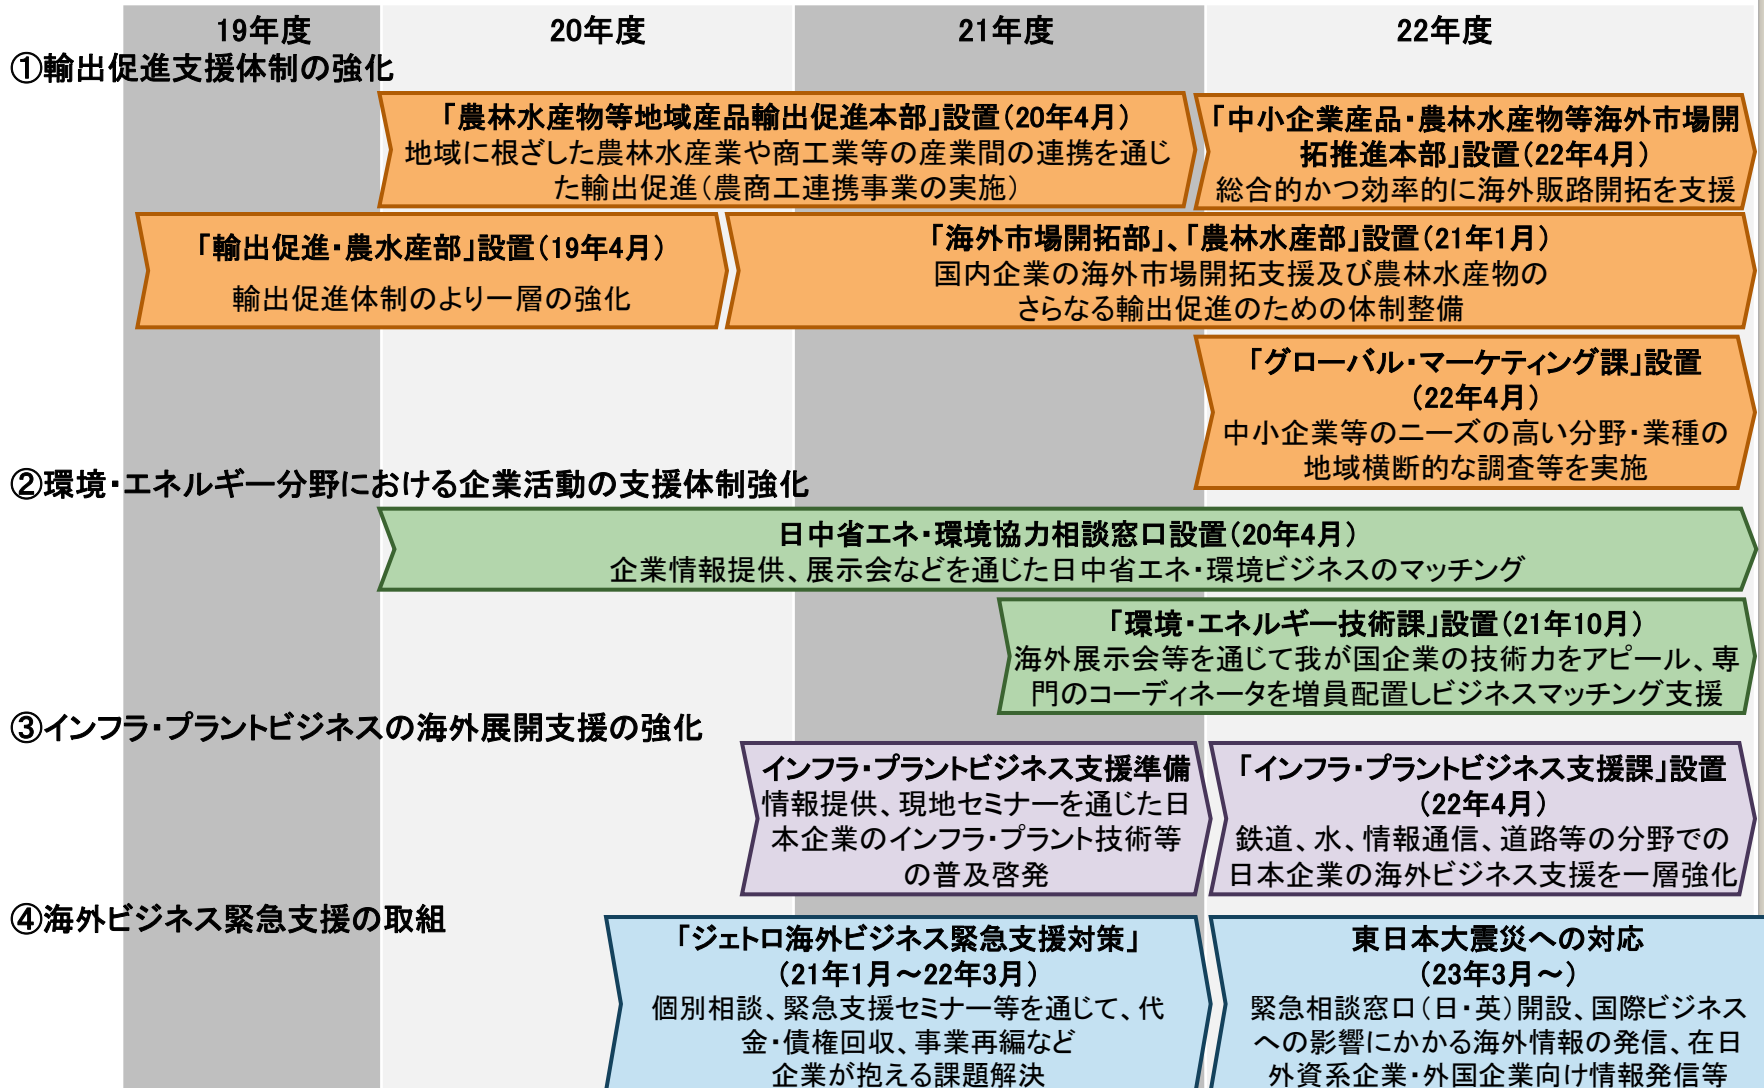 19年度
20年度
21年度
22年度
①輸出促進支援体制の強化
「農林水産物等地域産品輸出促進本部」設置(20年4月)
地域に根ざした農林水産業や商工業等の産業間の連携を通じ
た輸出促進(農商工連携事業の実施)
「中小企業産品・農林水産物等海外市場開
拓推進本部」設置(22年4月)
総合的かつ効率的に海外販路開拓を支援
「輸出促進・農水産部」設置(19年4月)
輸出促進体制のより一層の強化
「海外市場開拓部」、「農林水産部」設置(21年1月)
国内企業の海外市場開拓支援及び農林水産物の
さらなる輸出促進のための体制整備
「グローバル・マーケティング課」設置
(22年4月)
中小企業等のニーズの高い分野・業種の
地域横断的な調査等を実施
②環境・エネルギー分野における企業活動の支援体制強化
日中省エネ・環境協力相談窓口設置(20年4月)
企業情報提供、展示会などを通じた日中省エネ・環境ビジネスのマッチング
「環境・エネルギー技術課」設置(21年10月)
海外展示会等を通じて我が国企業の技術力をアピール、専
門のコーディネータを増員配置しビジネスマッチング支援
③インフラ・プラントビジネスの海外展開支援の強化
インフラ・プラントビジネス支援準備
情報提供、現地セミナーを通じた日
本企業のインフラ・プラント技術等
の普及啓発
「インフラ・プラントビジネス支援課」設置
(22年4月)
鉄道、水、情報通信、道路等の分野での
日本企業の海外ビジネス支援を一層強化
④海外ビジネス緊急支援の取組
「ジェトロ海外ビジネス緊急支援対策」
(21年1月～22年3月)
個別相談、緊急支援セミナー等を通じて、代
金・債権回収、事業再編など
企業が抱える課題解決
東日本大震災への対応
(23年3月～)
緊急相談窓口(日・英)開設、国際ビジネス
への影響にかかる海外情報の発信、在日
外資系企業・外国企業向け情報発信等